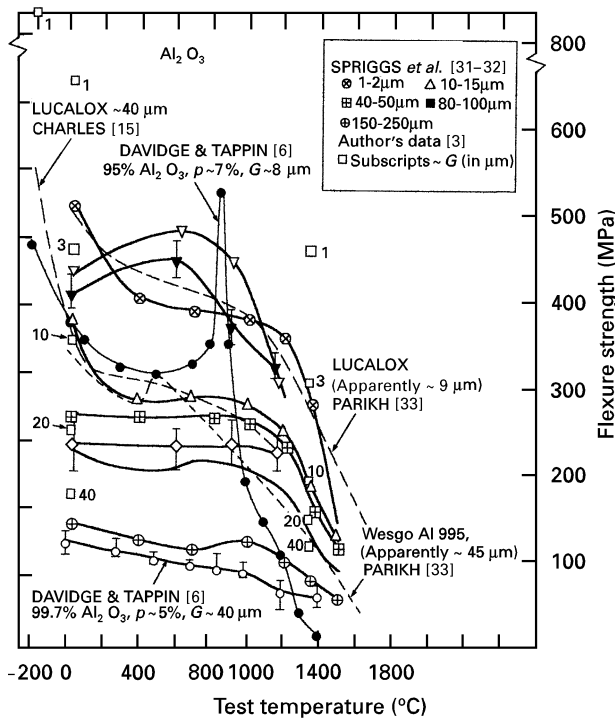 Al2O3
1
1
LUCALOX ~40 μm
CHARLES [15]
DAVIDGE & TAPPIN [6]
95% Al2O3, p~7%, G~8 μm
SPRIGGS et al. [31–32]
1-2μm
10-15μm
40-50μm
80-100μm
150-250μm
Author's data [3]
Subscripts~ G (in μm)
3
1
10
20
40
3
10
20
40
LUCALOX
(Apparently ~ 9 μm)
PARIKH [33]
Wesgo Al 995,
(Apparently ~ 45 μm)
PARIKH [33]
DAVIDGE & TAPPIN [6]
99.7% Al2O3, p~5%, G~40 μm
800
700
600
500
400
300
200
100
Flexure strength (MPa)
–200 0 400 800 1000 1400 1800
Test temperature (ºC)